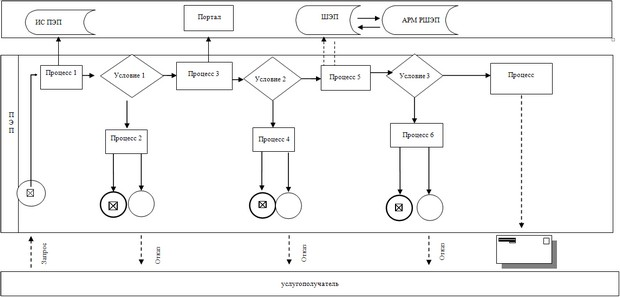 ИС ПЭП
Портал
ШЭП
АРМ РШЭП
ПЭП
Процесс 1
Условие 1
Процесс 3
Условие 2
Процесс 5
Условие 3
Процесс
Процесс 2
Процесс 4
Процесс 6
Запрос
Отказ
Отказ
Отказ
услугополучатель